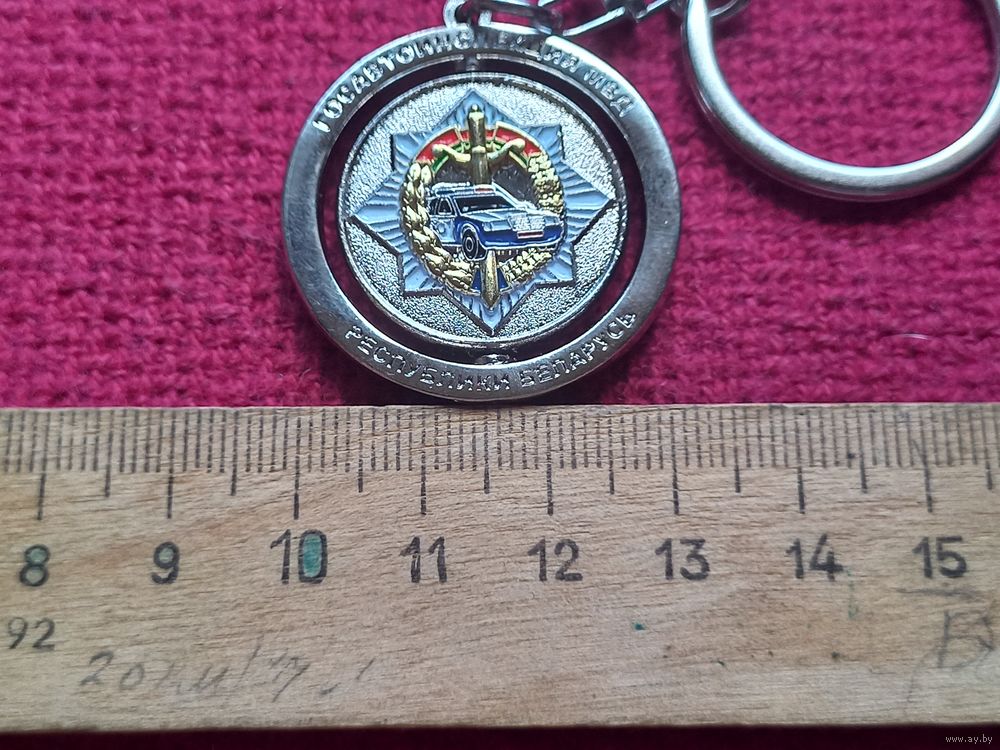 ГОСАВТОИНСПЕКЦИЯ МВД
РЕСПУБЛИКИ БЕЛАРУСЬ
8 9 10 11 12 13 14 15
92
www.ay.by